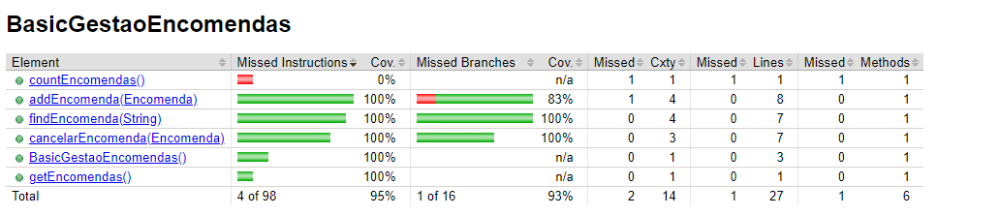 BasicGestaoEncomendas
Element Missed Instructions Cov. Missed Branches Cov. Missed Cxty Missed Lines Missed Methods
countEncomendas() 0% n/a 1 1 1 1 1 1
addEncomenda(Encomenda) 100% 83% 1 4 0 8 0 1
findEncomenda(String) 100% 100% 0 4 0 7 0 1
cancelarEncomenda(Encomenda) 100% 100% 0 3 0 7 0 1
BasicGestaoEncomendas() 100% n/a 0 1 0 3 0 1
getEncomendas() 100% n/a 0 1 0 1 0 1
Total 4 of 98 95% 1 of 16 93% 2 14 1 27 1 6